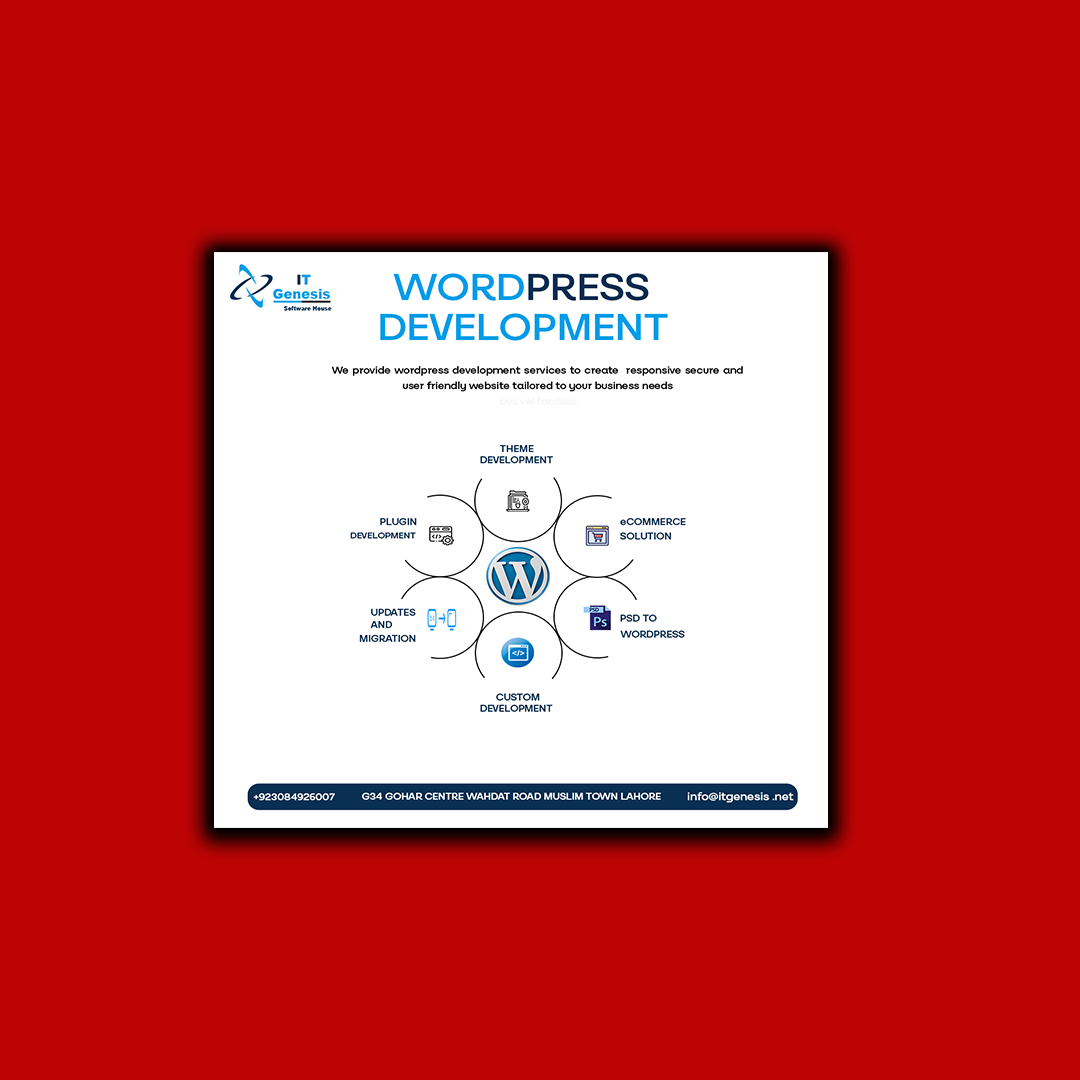 IT
Genesis
Software House
WORDPRESS
DEVELOPMENT
We provide wordpress development services to create responsive secure and
user friendly website tailored to your business needs
THEME
DEVELOPMENT
PLUGIN
DEVELOPMENT
eCOMMERCE
SOLUTION
W
UPDATES
AND
MIGRATION
PSD
Ps
PSD TO
WORDPRESS
</>
CUSTOM
DEVELOPMENT
+923084926007 G34 GOHAR CENTRE WAHDAT ROAD MUSLIM TOWN LAHORE info@itgenesis .net